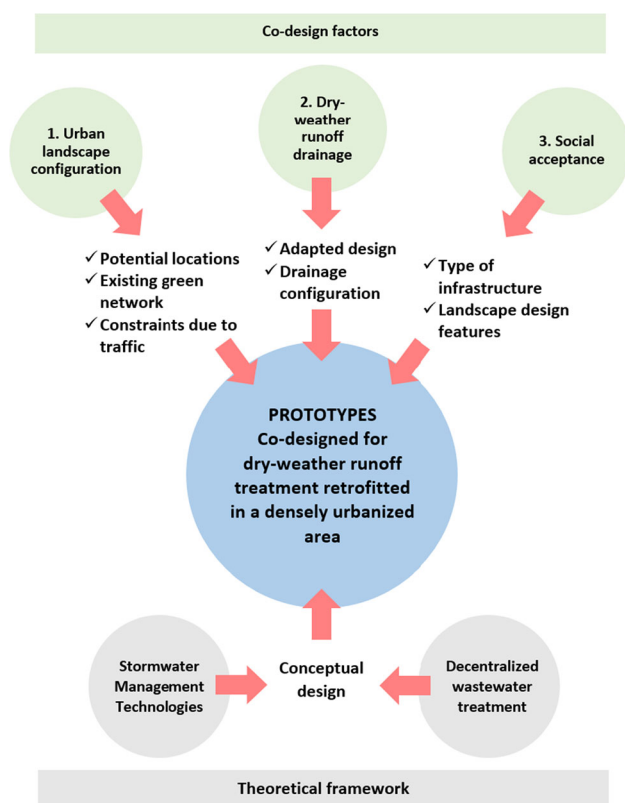 Co-design factors
1. Urban
landscape
configuration
2. Dry-
weather
runoff
drainage
3. Social
acceptance
✓ Potential locations
✓ Existing green
network
✓ Constraints due to
traffic
✓ Adapted design
✓ Drainage
configuration
✓ Type of
infrastructure
✓ Landscape design
features
PROTOTYPES
Co-designed for
dry-weather runoff
treatment retrofitted
in a densely urbanized
area
Stormwater
Management
Technologies
Conceptual
design
Decentralized
wastewater
treatment
Theoretical framework